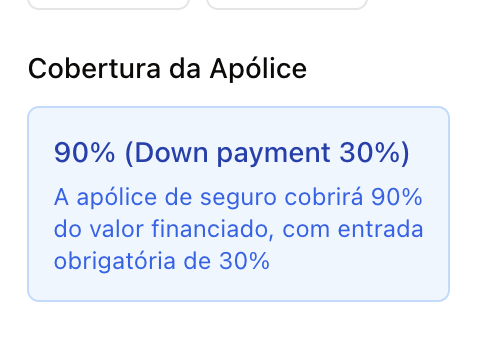 Cobertura da Apólice
90% (Down payment 30%)
A apólice de seguro cobrirá 90%
do valor financiado, com entrada
obrigatória de 30%